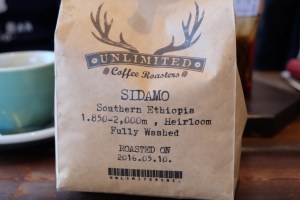 UNLIMITED
Coffee Roasters
SIDAMO
Southern Ethiopia
1.850-2,000m , Heirloom
Fully Washed
ROASTED ON
2016.05.10.